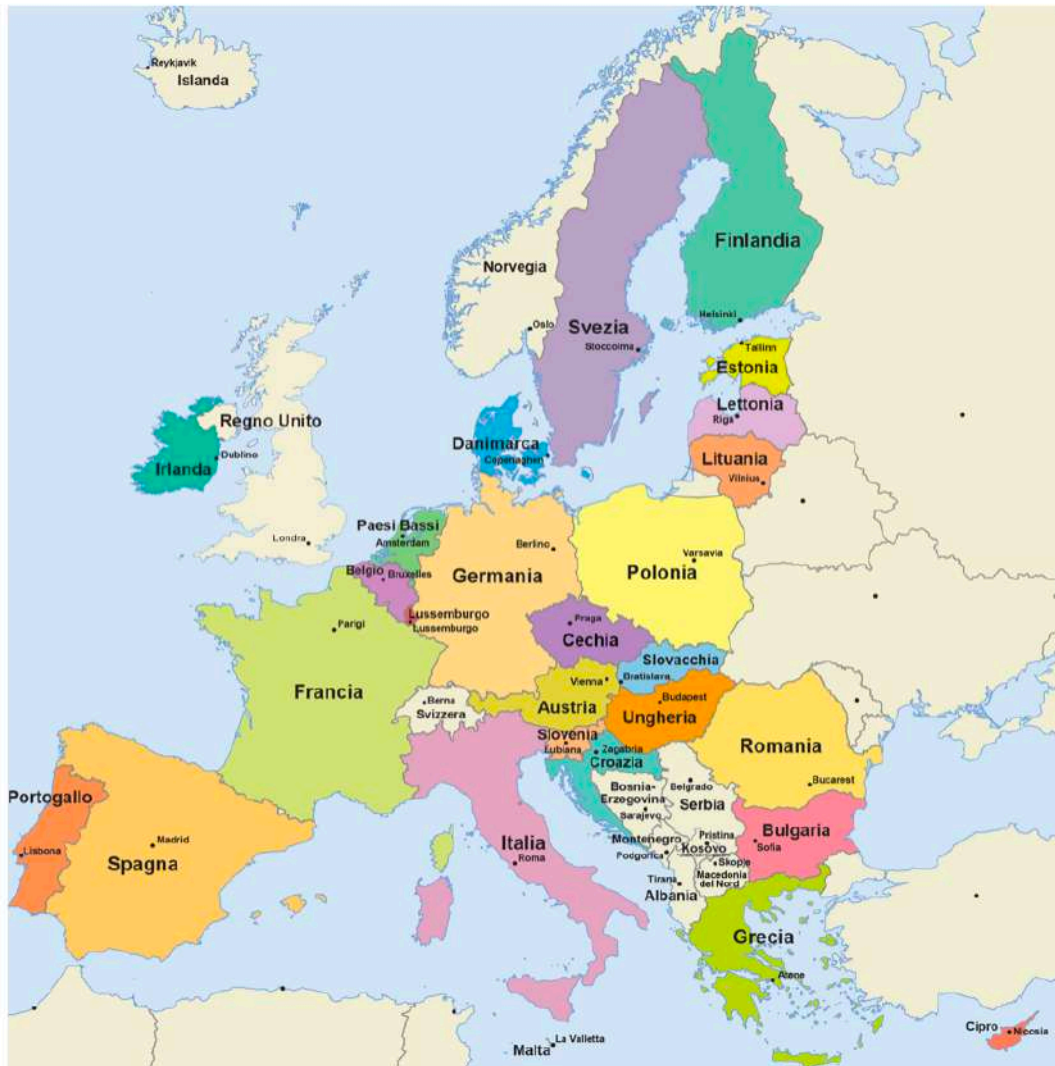 Reykjavik
Islanda
Norvegia
Finlandia
Svezia
Oslo
Helsinki
Stoccolma
Tallinn
Estonia
Lettonia
Riga
Regno Unito
Dublino
Irlanda
Danimarca
Copenaghen
Lituania
Vilnius
Londra
Paesi Bassi
Amsterdam
Berlino
Varsavia
Belgio
Bruxelles
Germania
Polonia
Lussemburgo
Lussemburgo
Parigi
Praga
Cechia
Slovacchia
Bratislava
Vienna
Francia
Berna
Svizzera
Austria
Budapest
Ungheria
Slovenia
Lubiana
Zagabria
Croazia
Romania
Bucarest
Portogallo
Lisbona
Madrid
Spagna
Bosnia-
Erzegovina
Sarajevo
Belgrado
Serbia
Italia
Roma
Montenegro
Podgorica
Pristina
Kosovo
Bulgaria
Sofia
Skopje
Macedonia
del Nord
Tirana
Albania
Grecia
Atene
Malta
La Valletta
Cipro
Nicosia